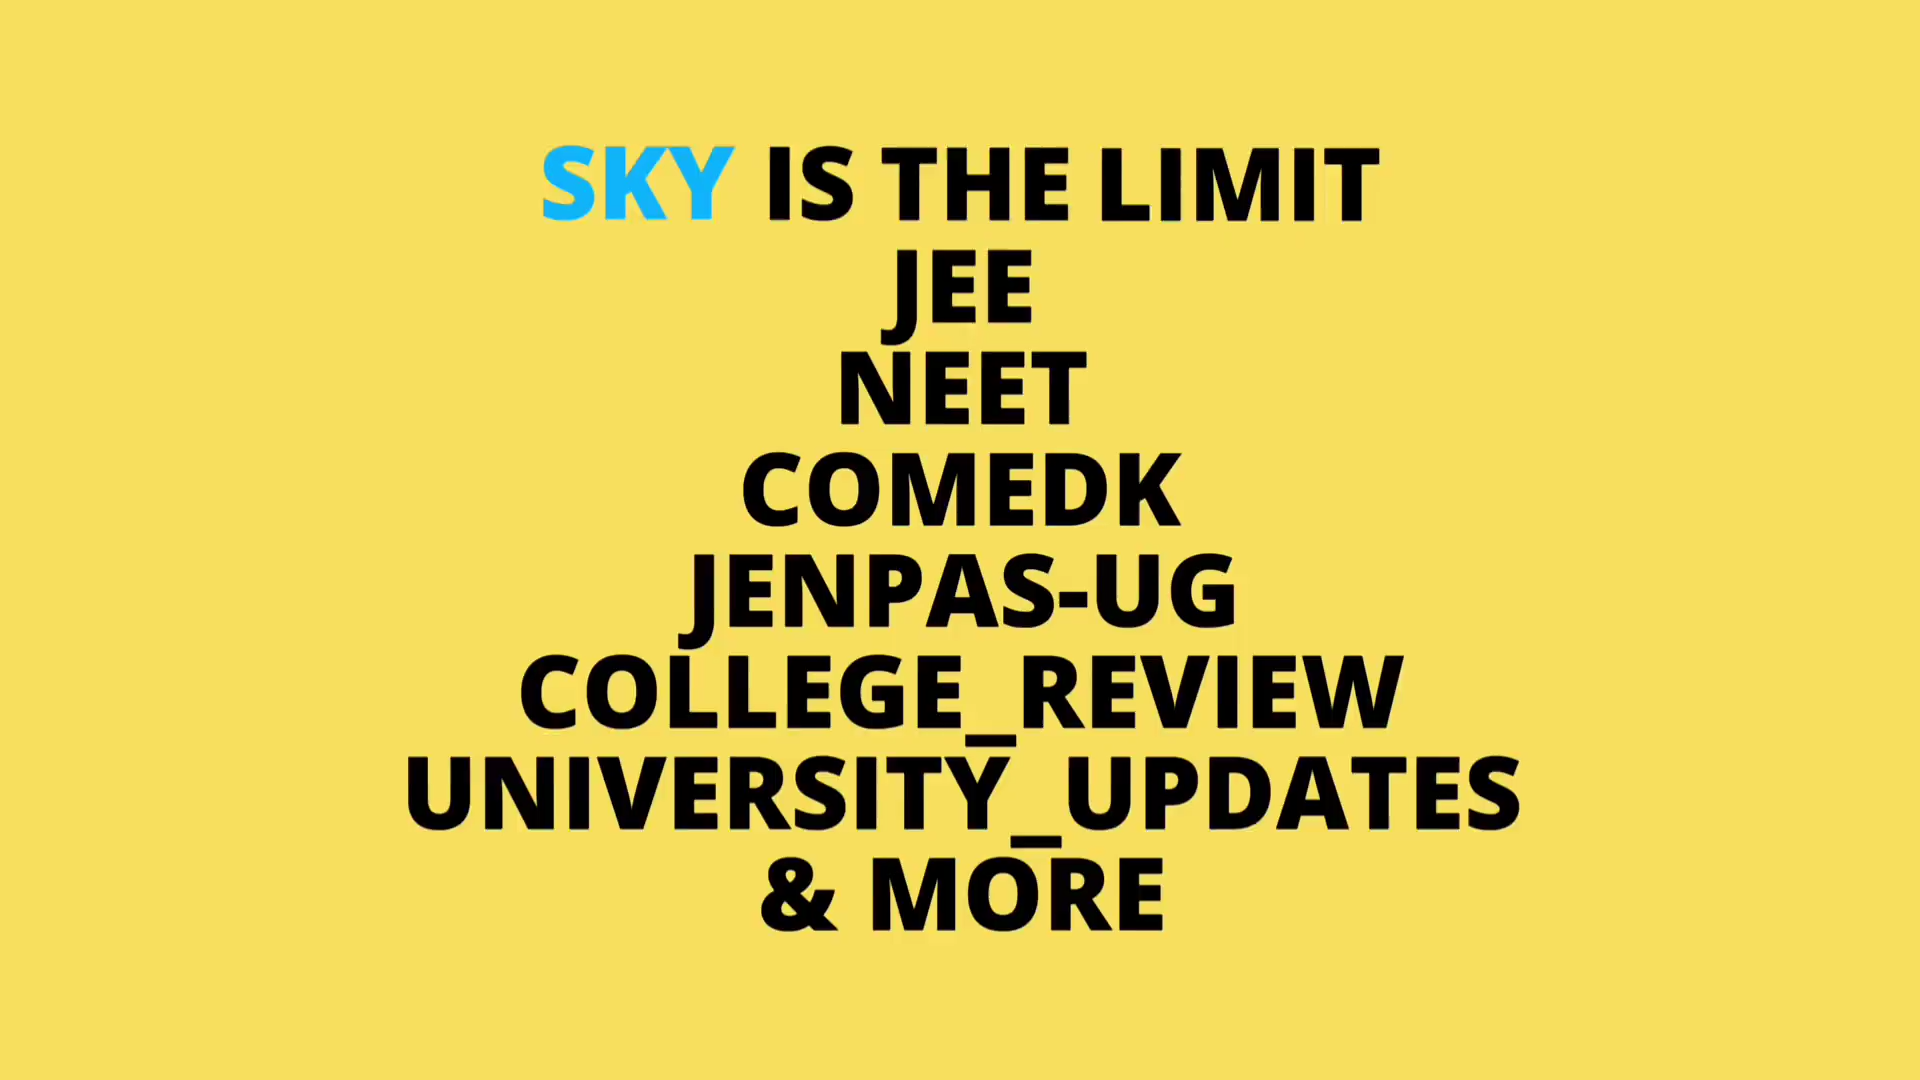 SKY IS THE LIMIT
JEE
NEET
COMEDK
JENPAS-UG
COLLEGE_REVIEW
UNIVERSITY_UPDATES
& MORE